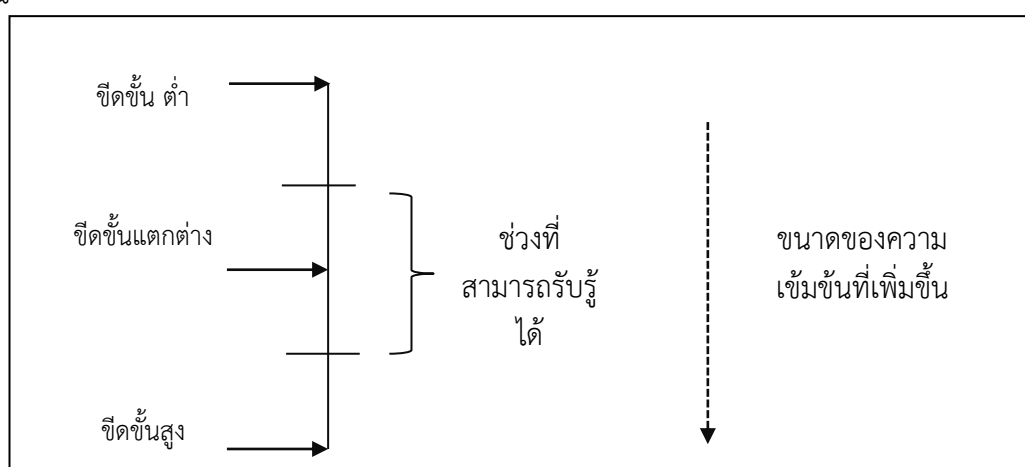 ขีดขั้น ต่ำ
ขีดขั้นแตกต่าง
ช่วงที่
สามารถรับรู้
ได้
ขนาดของความ
เข้มข้นที่เพิ่มขึ้น
ขีดขั้นสูง